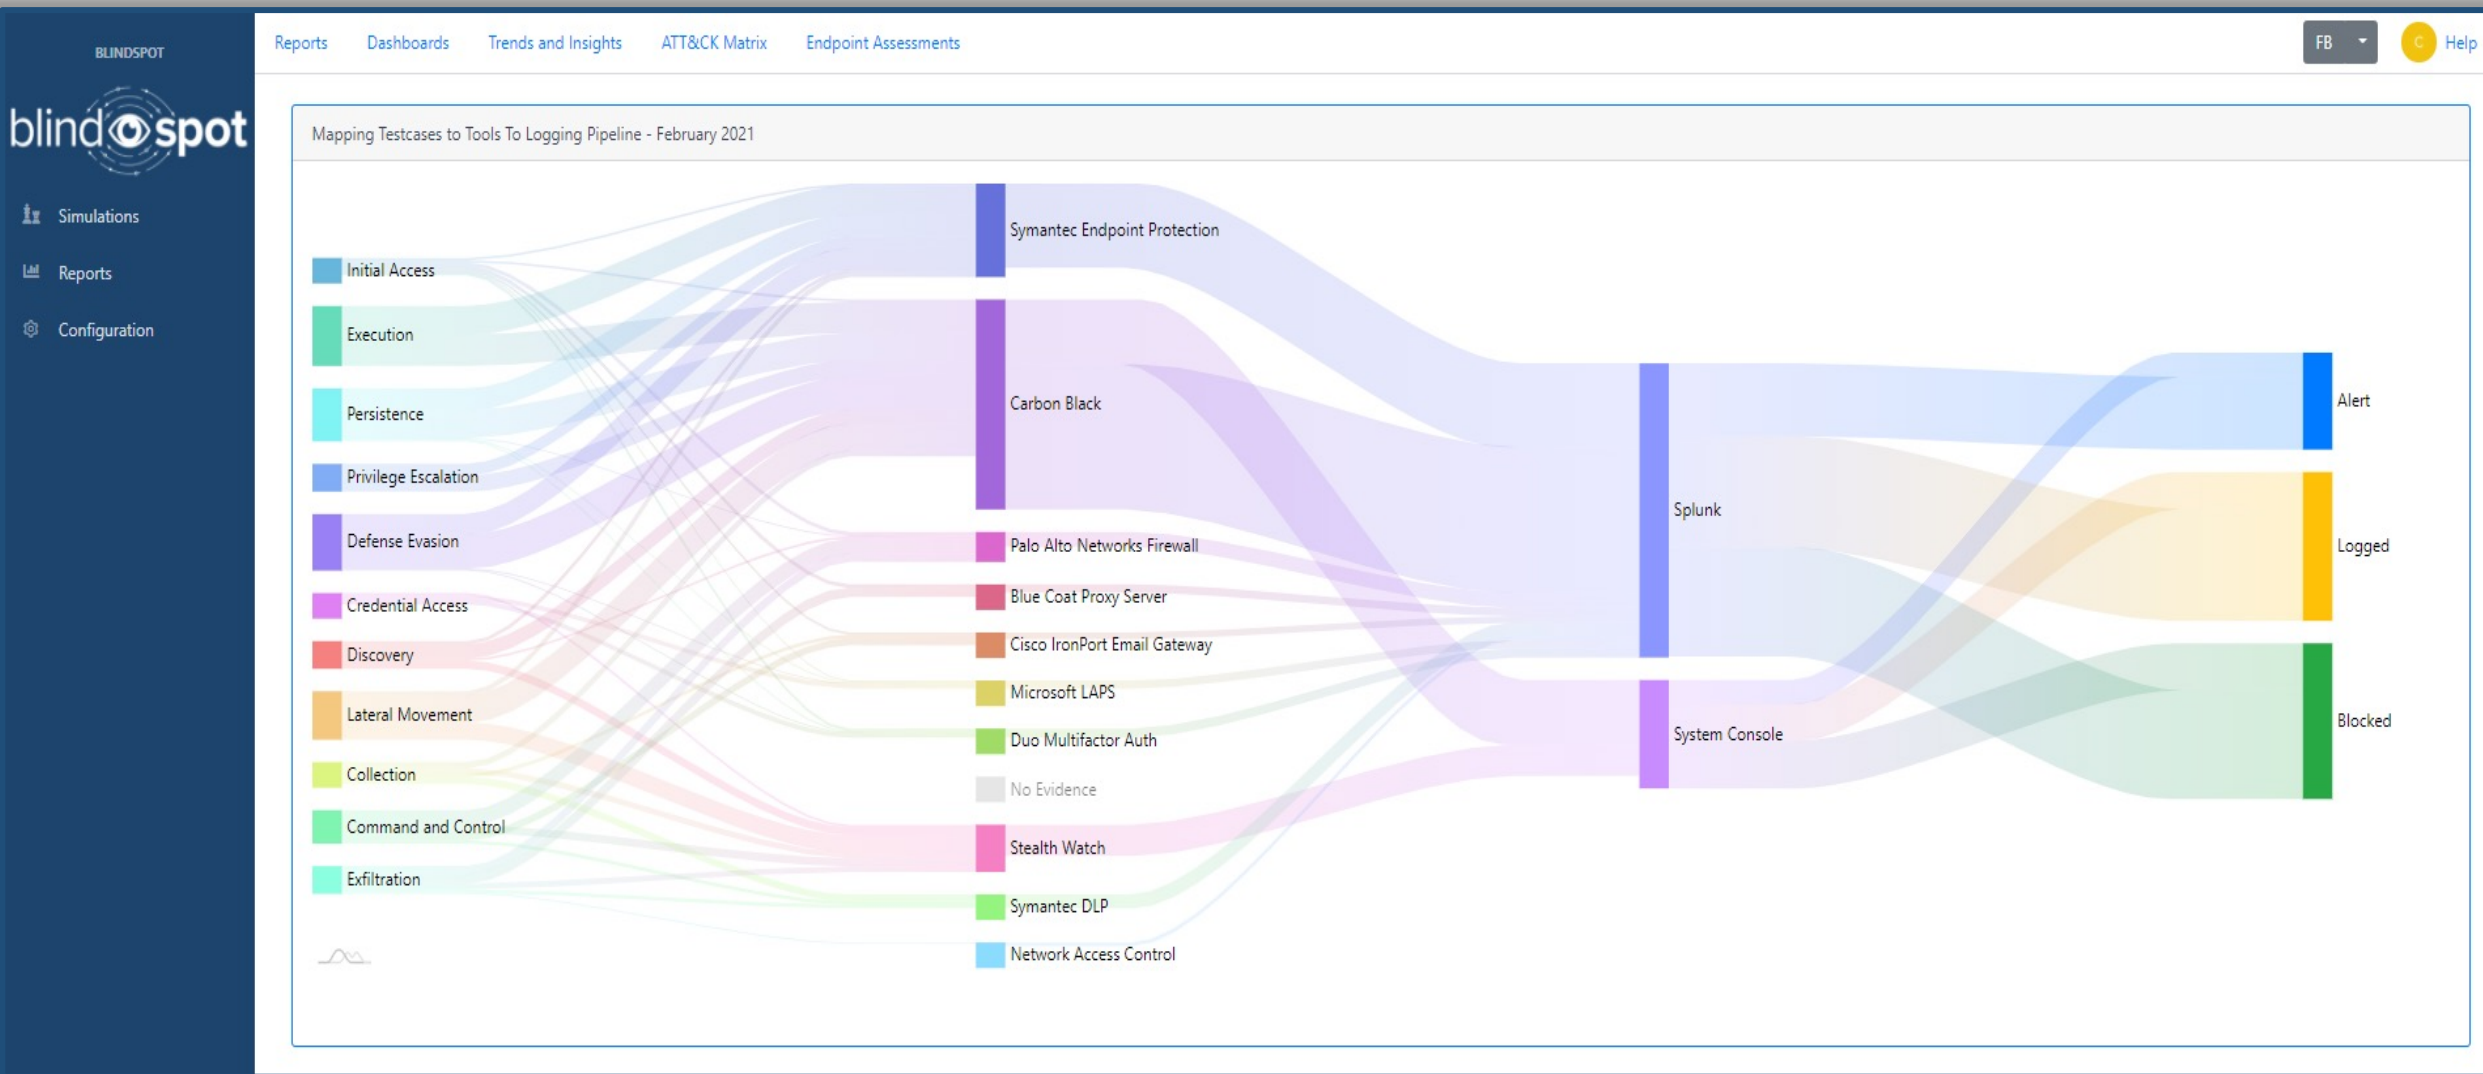 BLINDSPOT
blindspot
Simulations
Reports
Configuration
Reports Dashboards Trends and Insights ATT&CK Matrix Endpoint Assessments FB C Help
Mapping Testcases to Tools To Logging Pipeline - February 2021
Initial Access
Execution
Persistence
Privilege Escalation
Defense Evasion
Credential Access
Discovery
Lateral Movement
Collection
Command and Control
Exfiltration
Symantec Endpoint Protection
Carbon Black
Palo Alto Networks Firewall
Blue Coat Proxy Server
Cisco IronPort Email Gateway
Microsoft LAPS
Duo Multifactor Auth
No Evidence
Stealth Watch
Symantec DLP
Network Access Control
Splunk
System Console
Alert
Logged
Blocked